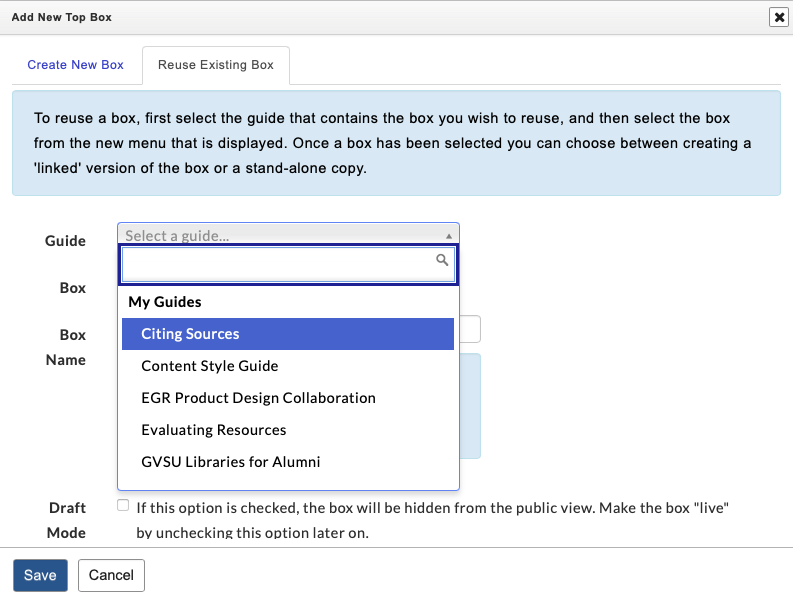 Add New Top Box
Create New Box
Reuse Existing Box
To reuse a box, first select the guide that contains the box you wish to reuse, and then select the box
from the new menu that is displayed. Once a box has been selected you can choose between creating a
'linked' version of the box or a stand-alone copy.
Guide
Select a guide...
My Guides
Citing Sources
Content Style Guide
EGR Product Design Collaboration
Evaluating Resources
GVSU Libraries for Alumni
Box
Box
Name
Draft
Mode
If this option is checked, the box will be hidden from the public view. Make the box "live"
by unchecking this option later on.
Save
Cancel